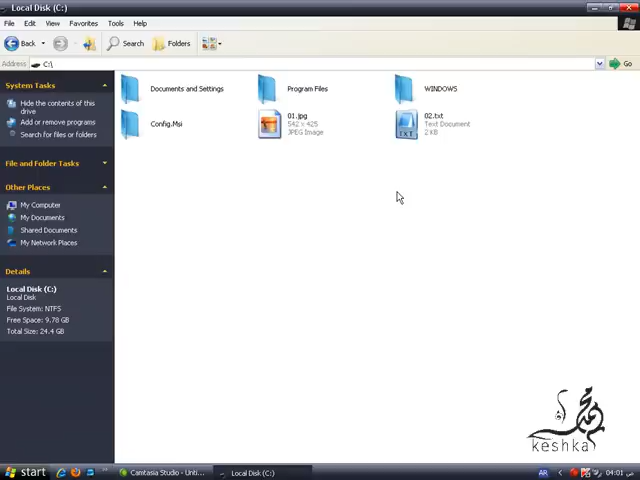 Local Disk (C:)
File Edit View Favorites Tools Help
Back Search Folders
Address C:\ Go
System Tasks
Hide the contents of this
drive
Add or remove programs
Search for files or folders
File and Folder Tasks
Other Places
My Computer
My Documents
Shared Documents
My Network Places
Details
Local Disk (C:)
Local Disk
File System: NTFS
Free Space: 9.78 GB
Total Size: 24.4 GB
Documents and Settings
Program Files
WINDOWS
Config.Msi
01.jpg
542 x 425
JPEG Image
TXT
02.txt
Text Document
2 KB
محمد
keshka
start
Camtasia Studio - Unti...
Local Disk (C:)
AR
04:01 ص